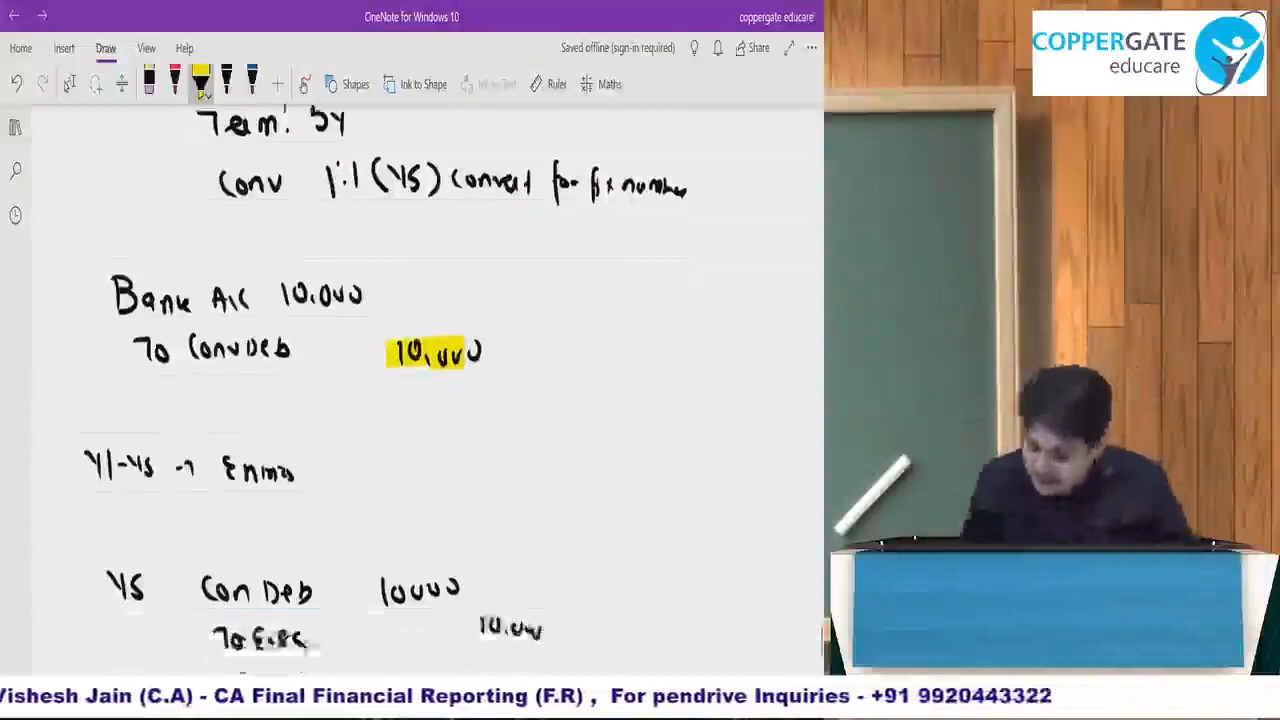 OneNote for Windows 10
coppergate educare
Home Insert Draw View Help
Saved offline (sign-in required)
Share
Shapes
Ink to Shape
Ink to Text
Ruler
Maths
COPPERGATE
educare
5Y
Conv 1:1 (Y5) convert for fix number
Bank A/C 10,000
To Conv Deb 10,000
Y1-Y5 →
Y5 Con Deb 10000
To 10,000
Vishesh Jain (C.A) - CA Final Financial Reporting (F.R) , For pendrive Inquiries - +91 9920443322